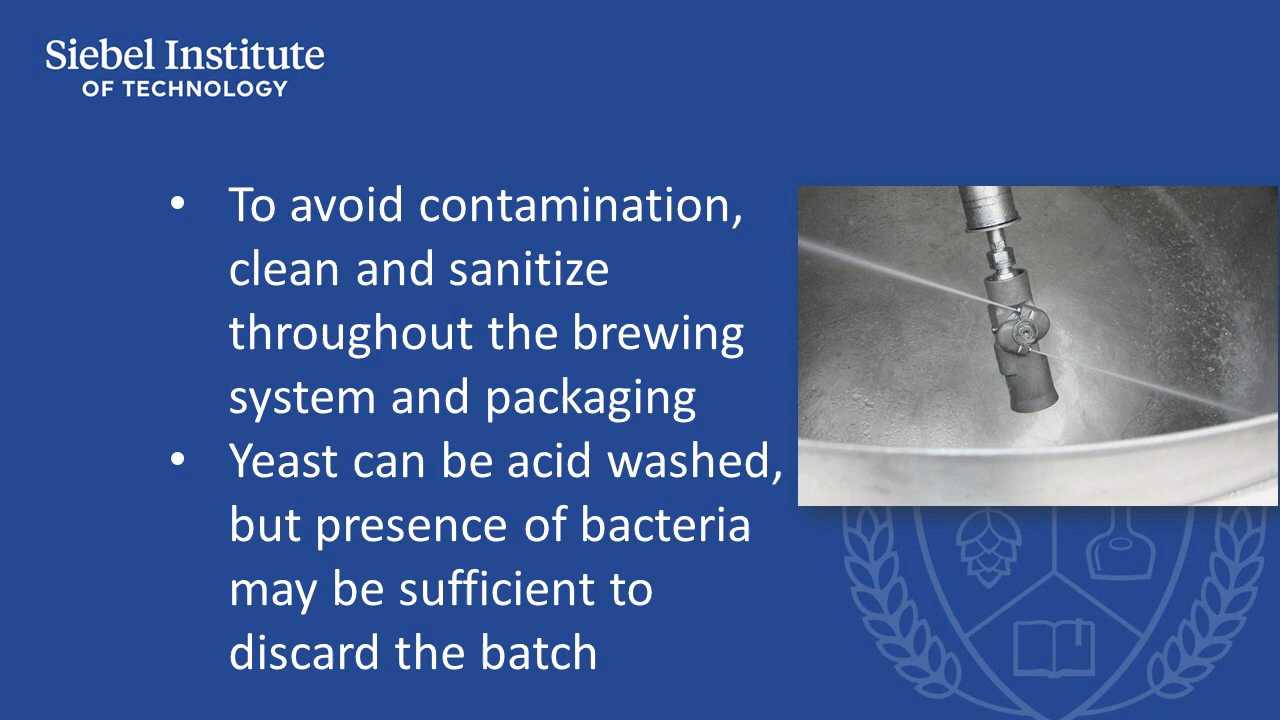 Siebel Institute
OF TECHNOLOGY
• To avoid contamination,
clean and sanitize
throughout the brewing
system and packaging
• Yeast can be acid washed,
but presence of bacteria
may be sufficient to
discard the batch